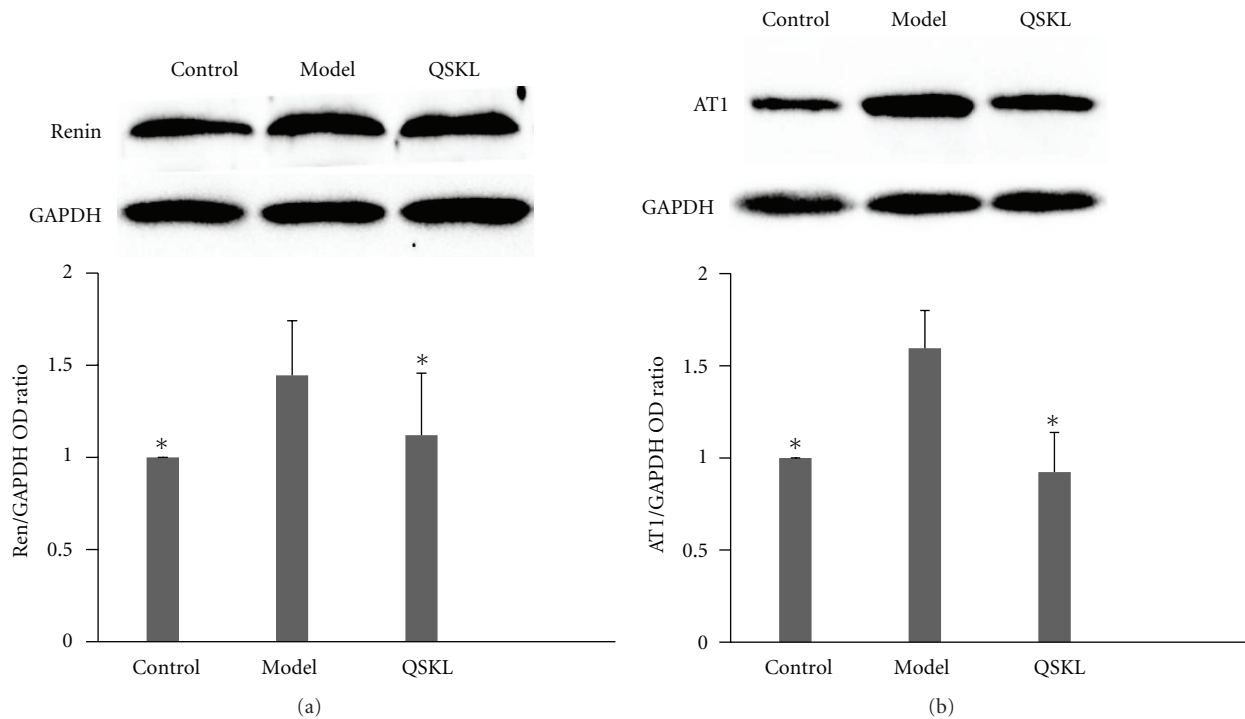 Control Model QSKL
Renin
GAPDH
2
1.5
1
0.5
0
Ren/GAPDH OD ratio
*
*
Control Model QSKL
(a)
Control Model QSKL
AT1
GAPDH
2
1.5
1
0.5
0
AT1/GAPDH OD ratio
*
*
Control Model QSKL
(b)